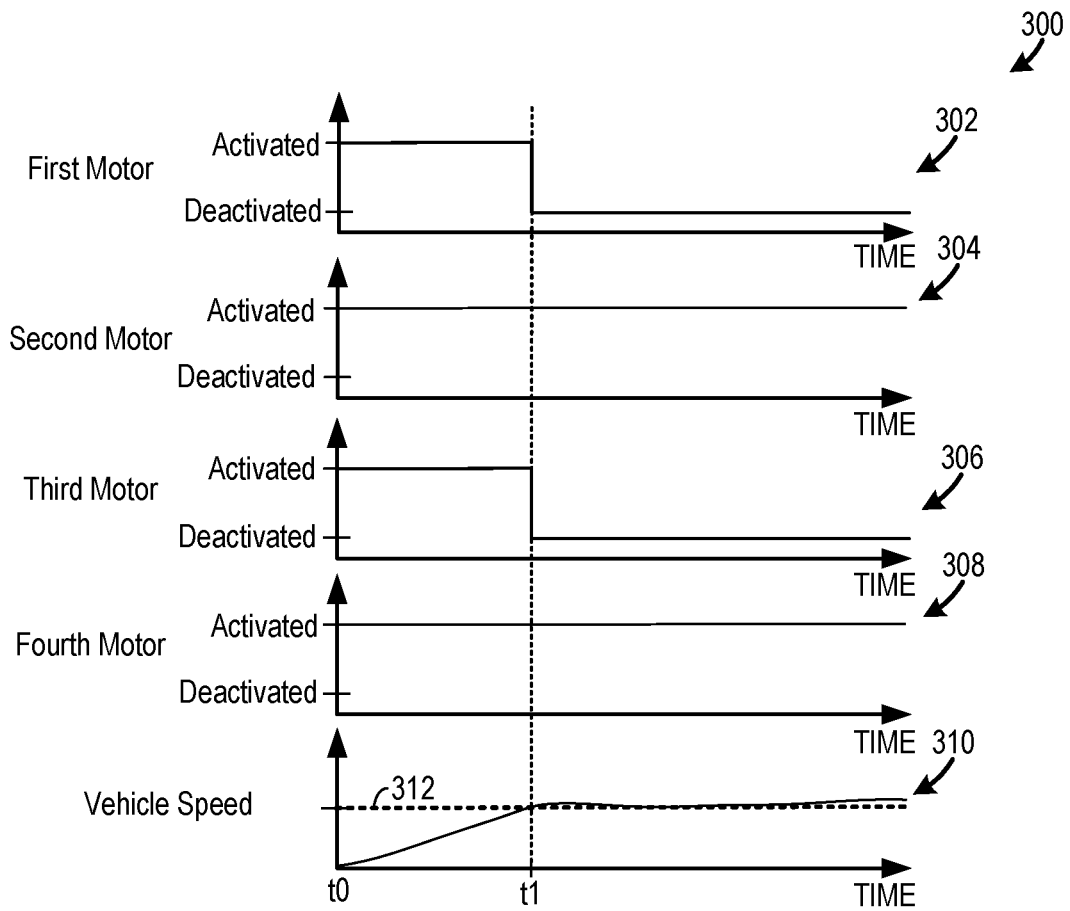 300
302
First Motor
Activated
Deactivated
TIME
304
Second Motor
Activated
Deactivated
TIME
306
Third Motor
Activated
Deactivated
TIME
308
Fourth Motor
Activated
Deactivated
TIME
310
Vehicle Speed
312
t0
t1
TIME